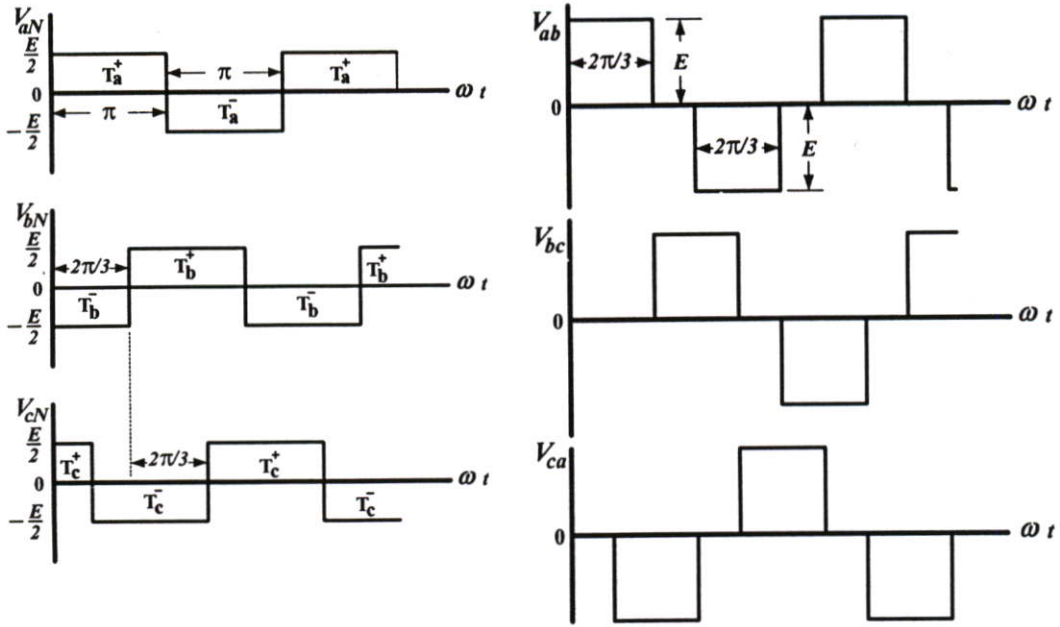 V_aN
E/2
T_a^+
π
T_a^+
0
ω t
π
T_a^-
-E/2
V_bN
E/2
2π/3
T_b^+
T_b^+
0
ω t
T_b^-
T_b^-
-E/2
V_cN
E/2
T_c^+
2π/3
T_c^+
0
ω t
T_c^-
T_c^-
-E/2
V_ab
2π/3
E
0
ω t
2π/3
E
V_bc
0
ω t
V_ca
0
ω t